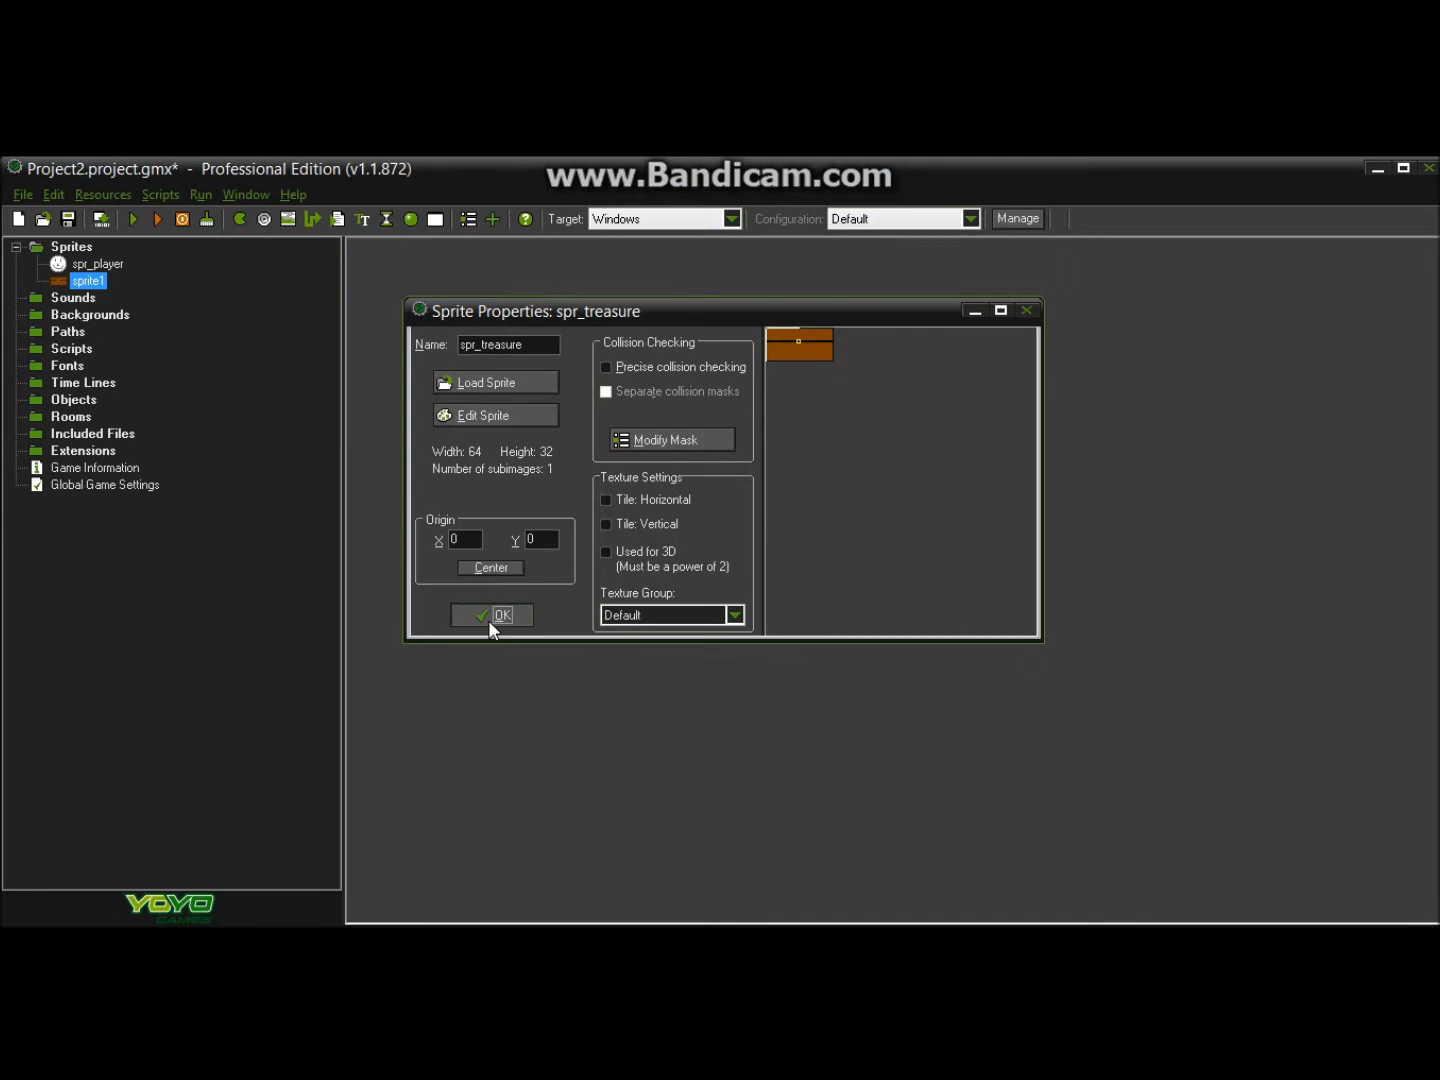 Project2.project.gmx* - Professional Edition (v1.1.872)
www.Bandicam.com
File Edit Resources Scripts Run Window Help
Target: Windows Configuration: Default Manage
Sprites
spr_player
sprite1
Sounds
Backgrounds
Paths
Scripts
Fonts
Time Lines
Objects
Rooms
Included Files
Extensions
Game Information
Global Game Settings
Sprite Properties: spr_treasure
Name: spr_treasure
Load Sprite
Edit Sprite
Width: 64 Height: 32
Number of subimages: 1
Origin
X 0 Y 0
Center
OK
Collision Checking
Precise collision checking
Separate collision masks
Modify Mask
Texture Settings
Tile: Horizontal
Tile: Vertical
Used for 3D
(Must be a power of 2)
Texture Group:
Default
YOYO
GAMES